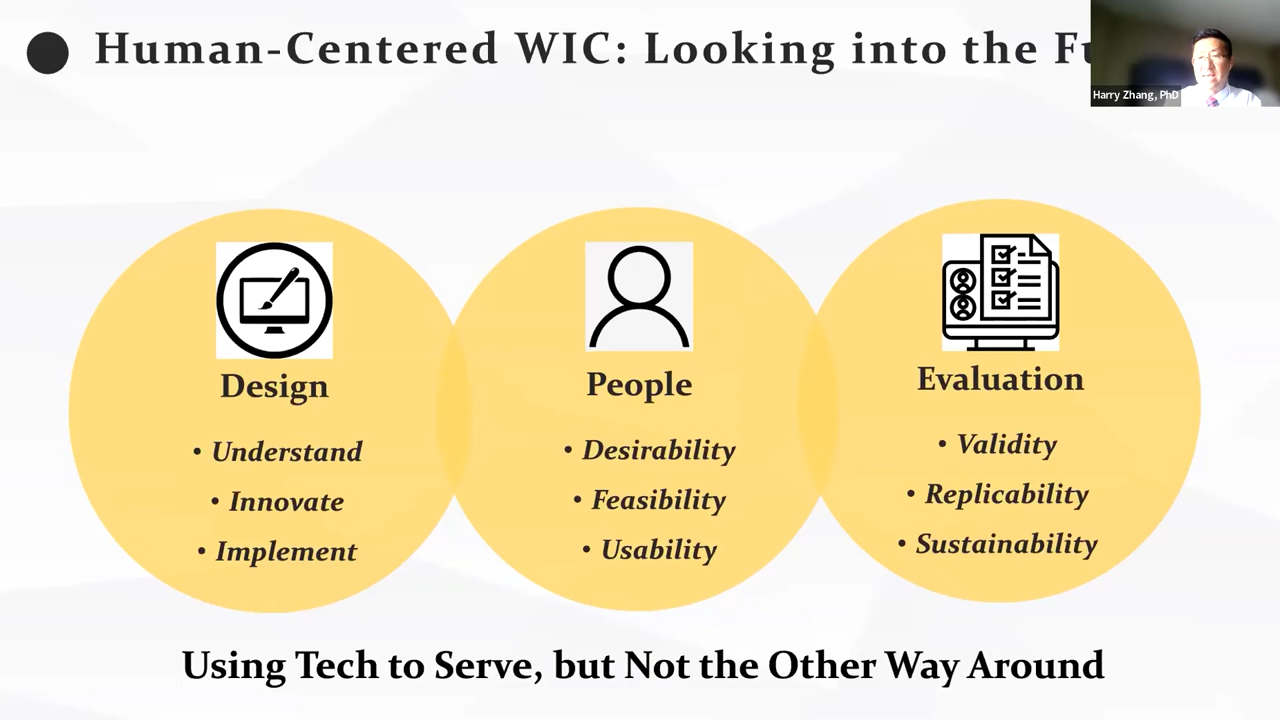 Human-Centered WIC: Looking into the
Harry Zhang, PhD
Design
• Understand
• Innovate
• Implement
People
• Desirability
• Feasibility
• Usability
Evaluation
• Validity
• Replicability
• Sustainability
Using Tech to Serve, but Not the Other Way Around